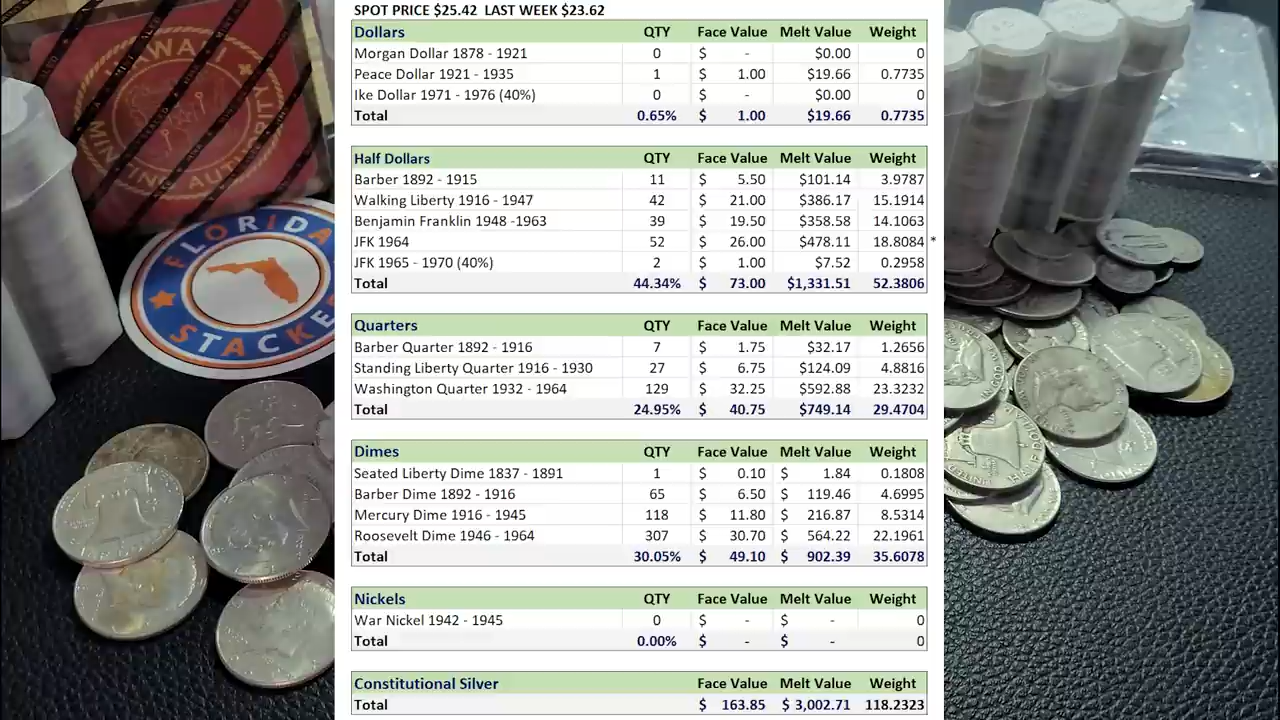 SPOT PRICE $25.42 LAST WEEK $23.62
Dollars QTY Face Value Melt Value Weight
Morgan Dollar 1878 - 1921 0 $ - $0.00 0
Peace Dollar 1921 - 1935 1 $ 1.00 $19.66 0.7735
Ike Dollar 1971 - 1976 (40%) 0 $ - $0.00 0
Total 0.65% $ 1.00 $19.66 0.7735
Half Dollars QTY Face Value Melt Value Weight
Barber 1892 - 1915 11 $ 5.50 $101.14 3.9787
Walking Liberty 1916 - 1947 42 $ 21.00 $386.17 15.1914
Benjamin Franklin 1948 -1963 39 $ 19.50 $358.58 14.1063
JFK 1964 52 $ 26.00 $478.11 18.8084 *
JFK 1965 - 1970 (40%) 2 $ 1.00 $7.52 0.2958
Total 44.34% $ 73.00 $1,331.51 52.3806
Quarters QTY Face Value Melt Value Weight
Barber Quarter 1892 - 1916 7 $ 1.75 $32.17 1.2656
Standing Liberty Quarter 1916 - 1930 27 $ 6.75 $124.09 4.8816
Washington Quarter 1932 - 1964 129 $ 32.25 $592.88 23.3232
Total 24.95% $ 40.75 $749.14 29.4704
Dimes QTY Face Value Melt Value Weight
Seated Liberty Dime 1837 - 1891 1 $ 0.10 $ 1.84 0.1808
Barber Dime 1892 - 1916 65 $ 6.50 $ 119.46 4.6995
Mercury Dime 1916 - 1945 118 $ 11.80 $ 216.87 8.5314
Roosevelt Dime 1946 - 1964 307 $ 30.70 $ 564.22 22.1961
Total 30.05% $ 49.10 $ 902.39 35.6078
Nickels QTY Face Value Melt Value Weight
War Nickel 1942 - 1945 0 $ - $ - 0
Total 0.00% $ - $ - 0
Constitutional Silver Face Value Melt Value Weight
Total $ 163.85 $ 3,002.71 118.2323
FLORIDA
STACKE